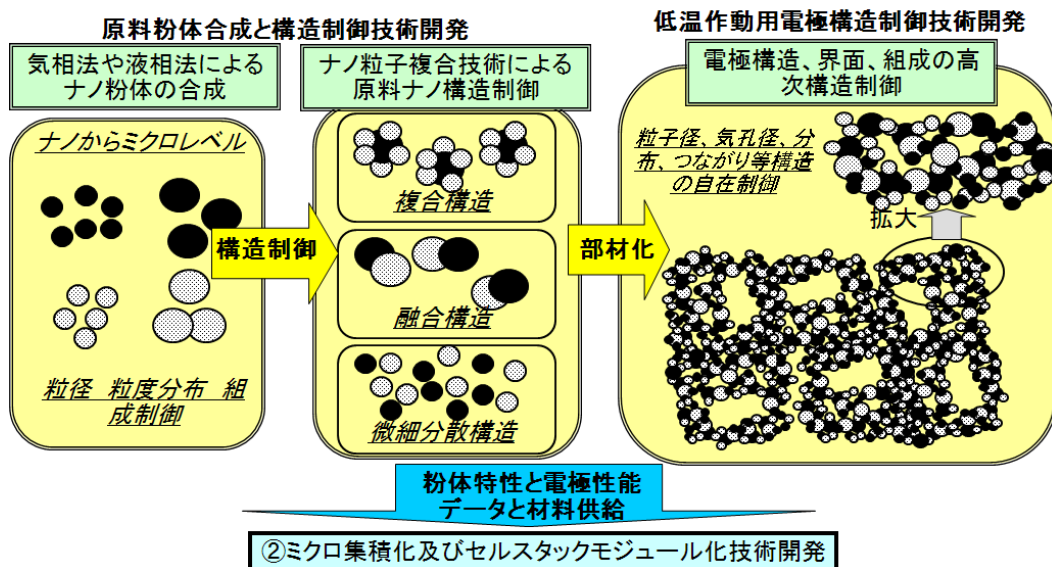 原料粉体合成と構造制御技術開発
低温作動用電極構造制御技術開発
気相法や液相法による
ナノ粉体の合成
ナノ粒子複合技術による
原料ナノ構造制御
電極構造、界面、組成の高
次構造制御
ナノからミクロレベル
粒径 粒度分布 組
成制御
構造制御
複合構造
融合構造
微細分散構造
部材化
粒子径、気孔径、分
布、つながり等構造
の自在制御
拡大
粉体特性と電極性能
データと材料供給
②ミクロ集積化及びセルスタックモジュール化技術開発